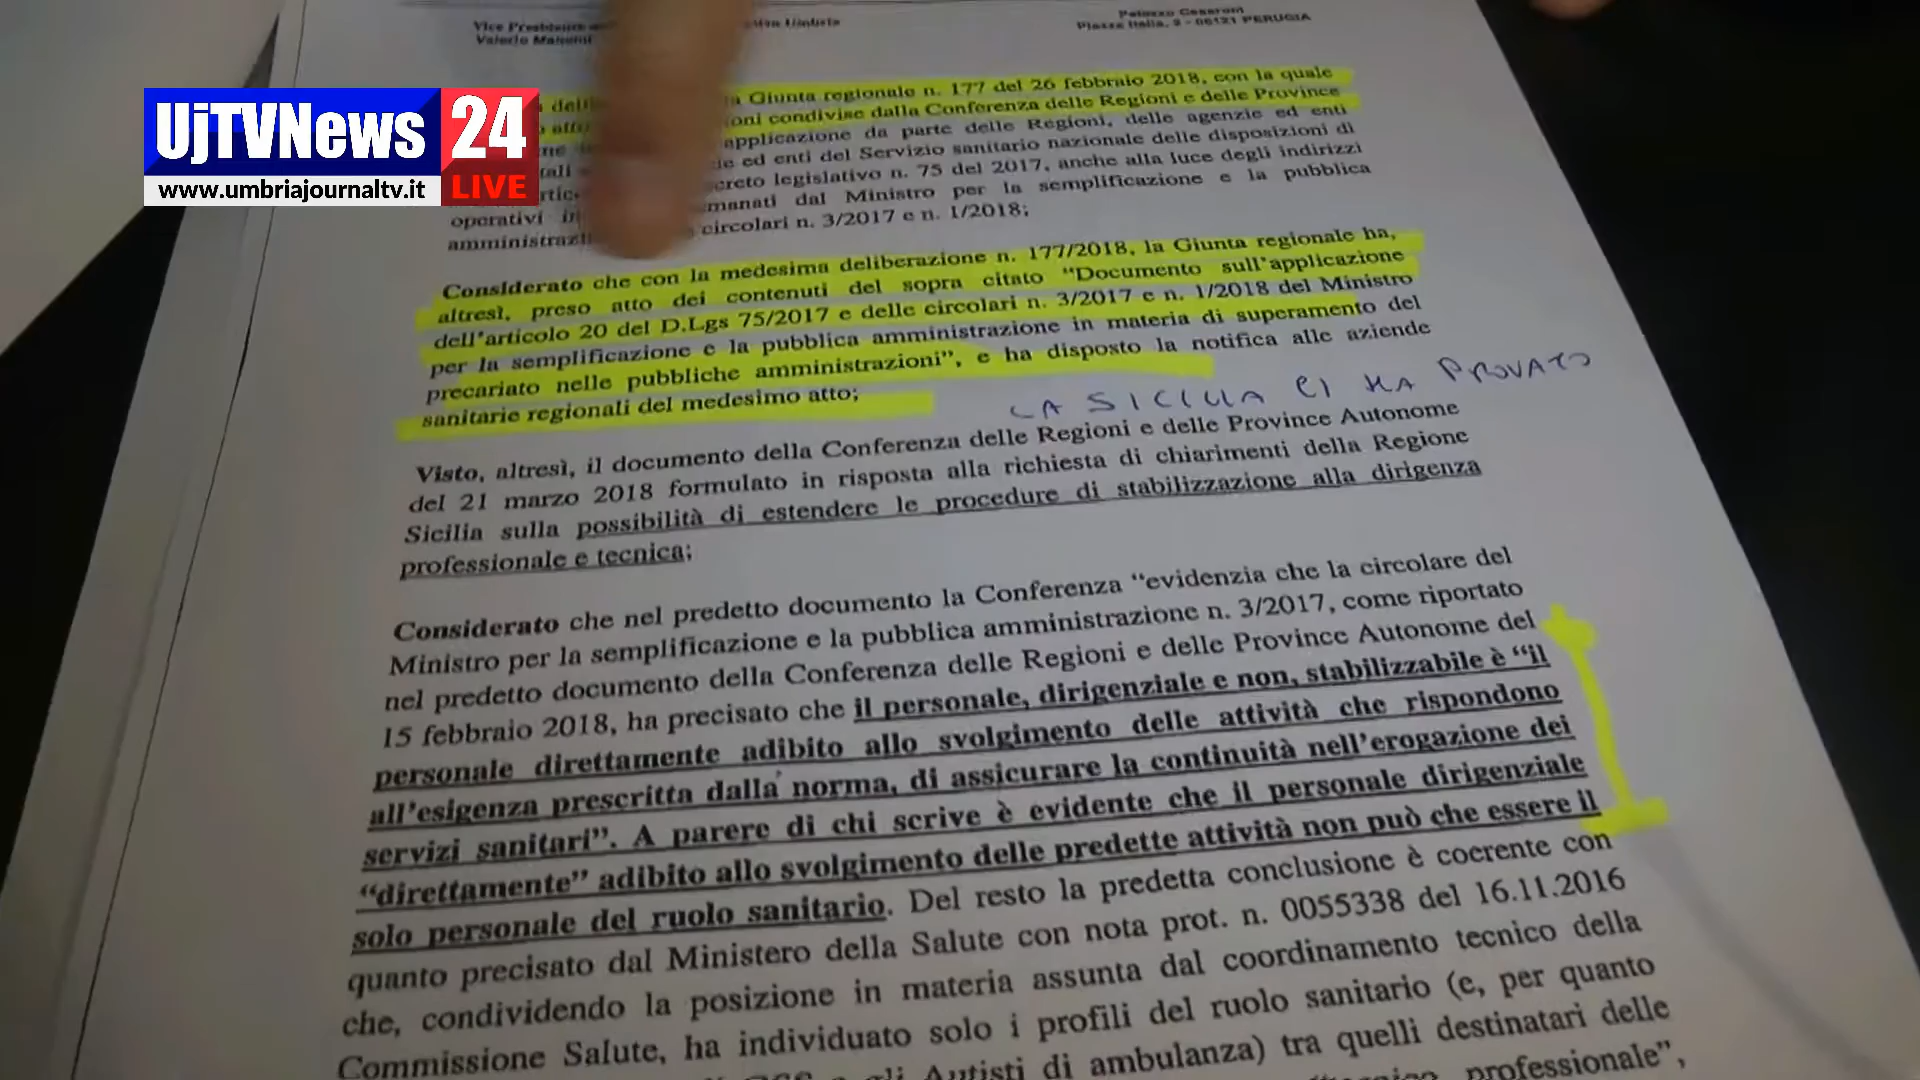 Vice Presidente
Valerio Mancini
Palazzo Cesaroni
Piazza Italia, 2 - 06121 PERUGIA
UjTVNews 24
www.umbriajournaltv.it LIVE
Giunta regionale n. 177 del 26 febbraio 2018, con la quale
condivise dalla Conferenza delle Regioni e delle Province
applicazione da parte delle Regioni, delle agenzie ed enti
ed enti del Servizio sanitario nazionale delle disposizioni di
legislativo n. 75 del 2017, anche alla luce degli indirizzi
operativi dal Ministro per la semplificazione e la pubblica
circolari n. 3/2017 e n. 1/2018;
Considerato che con la medesima deliberazione n. 177/2018, la Giunta regionale ha,
altresì, preso atto dei contenuti del sopra citato “Documento sull’applicazione
dell’articolo 20 del D.Lgs 75/2017 e delle circolari n. 3/2017 e n. 1/2018 del Ministro
per la semplificazione e la pubblica amministrazione in materia di superamento del
precariato nelle pubbliche amministrazioni”, e ha disposto la notifica alle aziende
sanitarie regionali del medesimo atto;
LA SICILIA CI HA PROVATO
Visto, altresì, il documento della Conferenza delle Regioni e delle Province Autonome
del 21 marzo 2018 formulato in risposta alla richiesta di chiarimenti della Regione
Sicilia sulla possibilità di estendere le procedure di stabilizzazione alla dirigenza
professionale e tecnica;
Considerato che nel predetto documento la Conferenza “evidenzia che la circolare del
Ministro per la semplificazione e la pubblica amministrazione n. 3/2017, come riportato
nel predetto documento della Conferenza delle Regioni e delle Province Autonome del
15 febbraio 2018, ha precisato che il personale, dirigenziale e non, stabilizzabile è “il
personale direttamente adibito allo svolgimento delle attività che rispondono
all’esigenza prescritta dalla norma, di assicurare la continuità nell’erogazione dei
servizi sanitari”. A parere di chi scrive è evidente che il personale dirigenziale
“direttamente” adibito allo svolgimento delle predette attività non può che essere il
solo personale del ruolo sanitario. Del resto la predetta conclusione è coerente con
quanto precisato dal Ministero della Salute con nota prot. n. 0055338 del 16.11.2016
che, condividendo la posizione in materia assunta dal coordinamento tecnico della
Commissione Salute, ha individuato solo i profili del ruolo sanitario (e, per quanto
gli Autisti di ambulanza) tra quelli destinatari delle
professionale”,